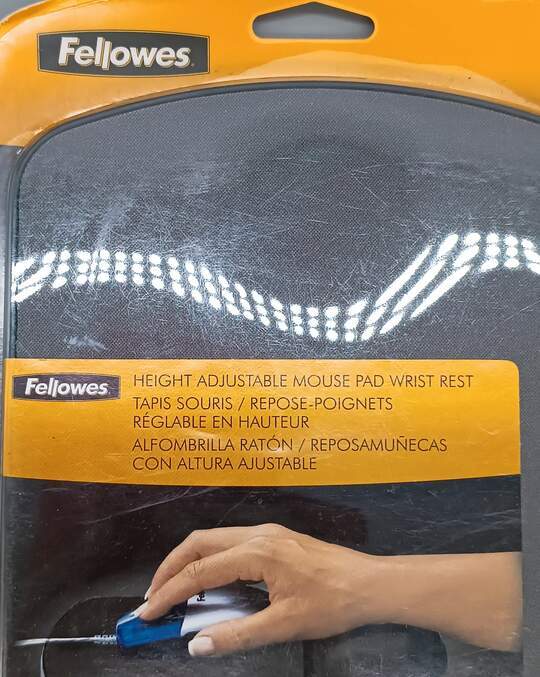 Fellowes
Fellowes
HEIGHT ADJUSTABLE MOUSE PAD WRIST REST
TAPIS SOURIS / REPOSE-POIGNETS
RÉGLABLE EN HAUTEUR
ALFOMBRILLA RATÓN / REPOSAMUÑECAS
CON ALTURA AJUSTABLE